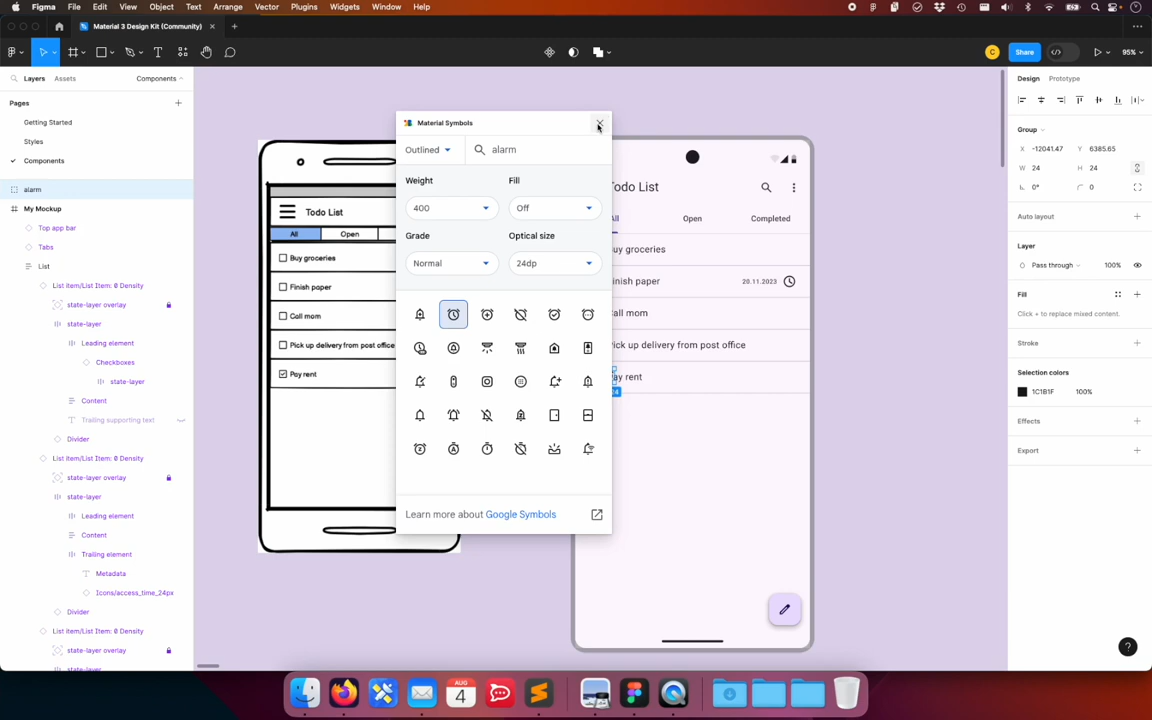 Figma File Edit View Object Text Arrange Vector Plugins Widgets Window Help
Material 3 Design Kit (Community)
C Share 95%
Layers Assets Components
Pages
Getting Started
Styles
Components
alarm
My Mockup
Top app bar
Tabs
List
List item/List Item: 0 Density
state-layer overlay
state-layer
Leading element
Checkboxes
state-layer
Content
Trailing supporting text
Divider
List item/List Item: 0 Density
state-layer overlay
state-layer
Leading element
Content
Trailing element
Metadata
Icons/access_time_24px
Divider
List item/List Item: 0 Density
state-layer overlay
state-layer
Todo List
All Open
Buy groceries
Finish paper
Call mom
Pick up delivery from post office
Pay rent
Material Symbols
Outlined alarm
Weight Fill
400 Off
Grade Optical size
Normal 24dp
Learn more about Google Symbols
Todo List
All Open Completed
Buy groceries
Finish paper 20.11.2023
Call mom
Pick up delivery from post office
Pay rent
Design Prototype
Group
X -12041.47 Y 6385.65
W 24 H 24
0° 0
Auto layout
Layer
Pass through 100%
Fill
Click + to replace mixed content.
Stroke
Selection colors
1C1B1F 100%
Effects
Export
?
AUG
4